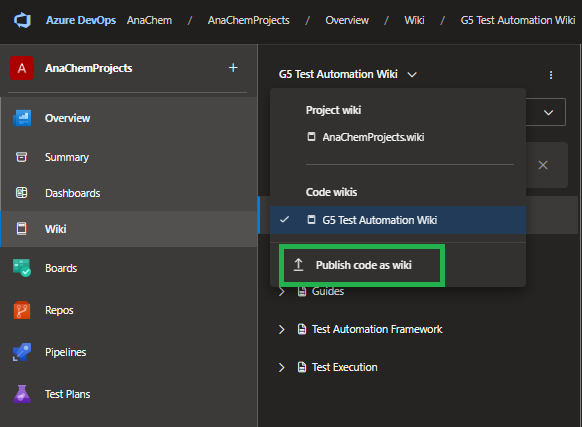 Azure DevOps AnaChem / AnaChemProjects / Overview / Wiki / G5 Test Automation Wiki
A AnaChemProjects +
Overview
Summary
Dashboards
Wiki
Boards
Repos
Pipelines
Test Plans
G5 Test Automation Wiki
Project wiki
AnaChemProjects.wiki
Code wikis
G5 Test Automation Wiki
Publish code as wiki
Guides
Test Automation Framework
Test Execution